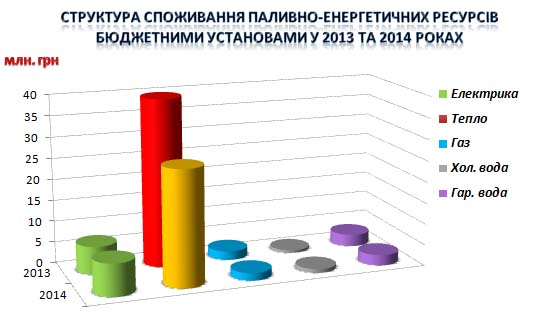 СТРУКТУРА СПОЖИВАННЯ ПАЛИВНО-ЕНЕРГЕТИЧНИХ РЕСУРСІВ
БЮДЖЕТНИМИ УСТАНОВАМИ У 2013 ТА 2014 РОКАХ
млн. грн
40
35
30
25
20
15
10
5
0
2013
2014
Електрика
Тепло
Газ
Хол. вода
Гар. вода